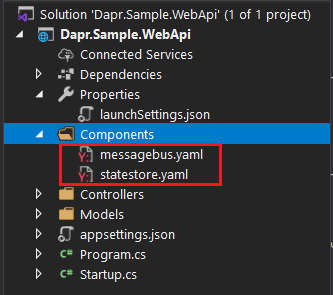 Solution 'Dapr.Sample.WebApi' (1 of 1 project)
Dapr.Sample.WebApi
Connected Services
Dependencies
Properties
launchSettings.json
Components
messagebus.yaml
statestore.yaml
Controllers
Models
appsettings.json
C# Program.cs
C# Startup.cs